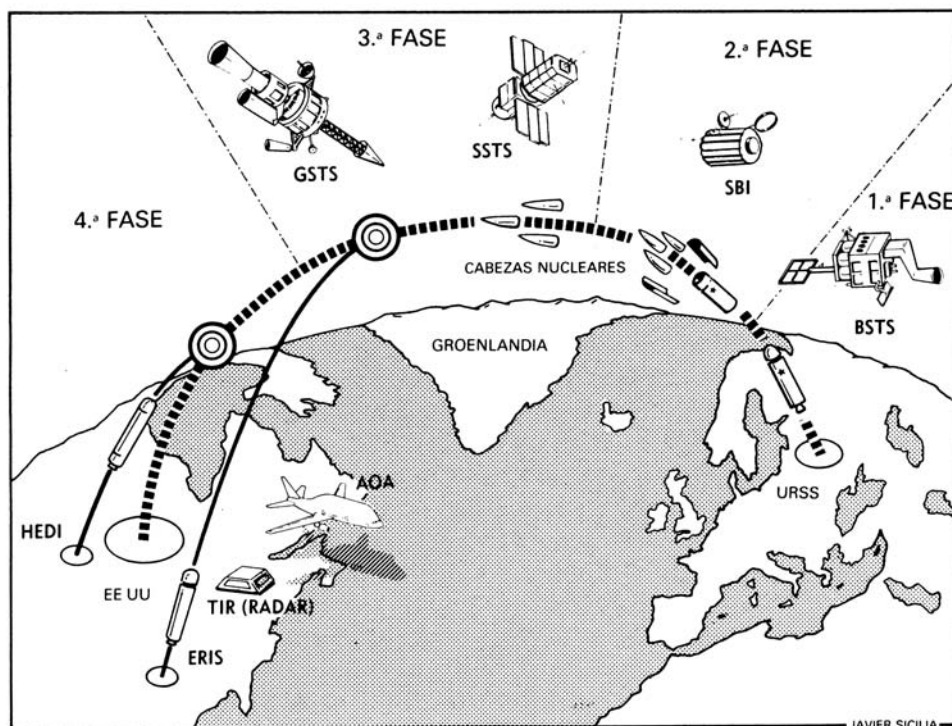 3.ª FASE
2.ª FASE
GSTS
SSTS
SBI
1.ª FASE
4.ª FASE
CABEZAS NUCLEARES
BSTS
GROENLANDIA
AOA
URSS
HEDI
EE UU
TIR (RADAR)
ERIS
JAVIER SICILIA